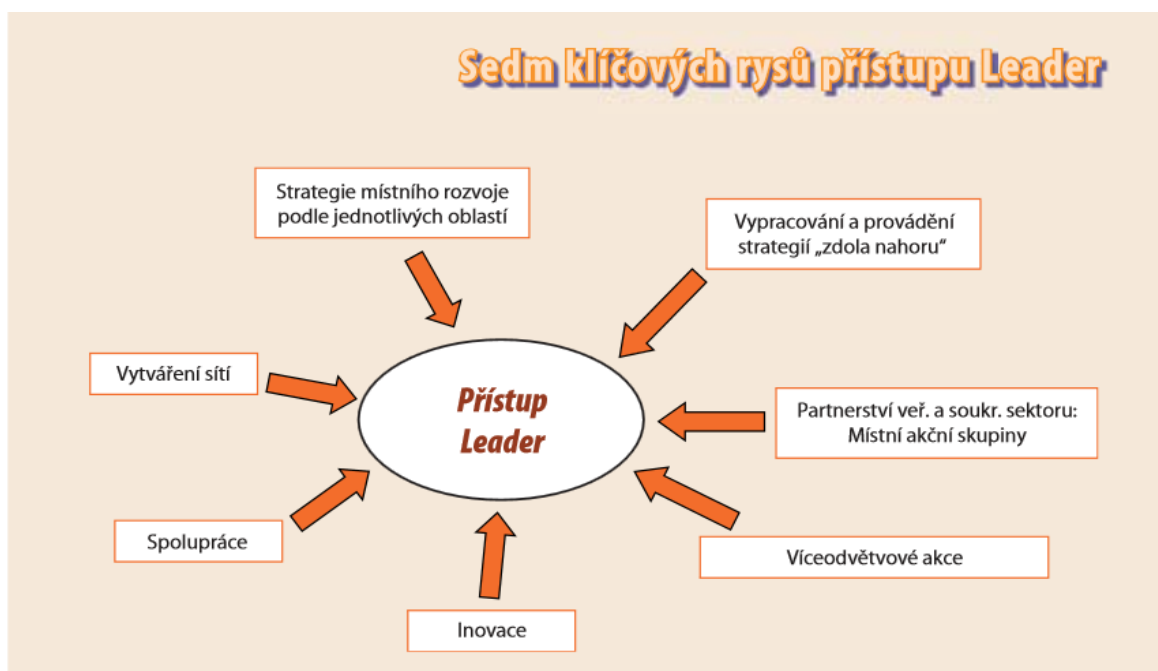 Sedm klíčových rysů přístupu Leader
Strategie místního rozvoje
podle jednotlivých oblastí
Vypracování a provádění
strategií „zdola nahoru“
Vytváření sítí
Přístup
Leader
Partnerství veř. a soukr. sektoru:
Místní akční skupiny
Spolupráce
Víceodvětvové akce
Inovace